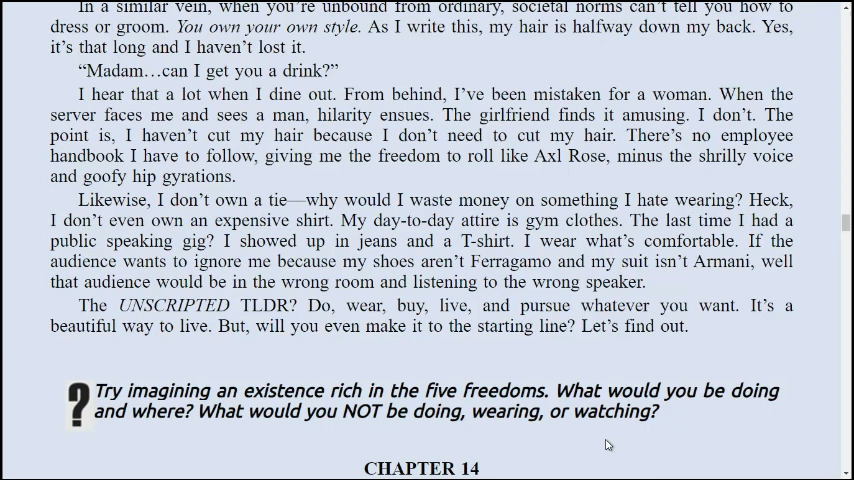 In a similar vein, when you're unbound from ordinary, societal norms can't tell you how to
dress or groom. You own your own style. As I write this, my hair is halfway down my back. Yes,
it's that long and I haven't lost it.
“Madam…can I get you a drink?”
I hear that a lot when I dine out. From behind, I've been mistaken for a woman. When the
server faces me and sees a man, hilarity ensues. The girlfriend finds it amusing. I don't. The
point is, I haven't cut my hair because I don't need to cut my hair. There's no employee
handbook I have to follow, giving me the freedom to roll like Axl Rose, minus the shrilly voice
and goofy hip gyrations.
Likewise, I don't own a tie—why would I waste money on something I hate wearing? Heck,
I don't even own an expensive shirt. My day-to-day attire is gym clothes. The last time I had a
public speaking gig? I showed up in jeans and a T-shirt. I wear what's comfortable. If the
audience wants to ignore me because my shoes aren't Ferragamo and my suit isn't Armani, well
that audience would be in the wrong room and listening to the wrong speaker.
The UNSCRIPTED TLDR? Do, wear, buy, live, and pursue whatever you want. It's a
beautiful way to live. But, will you even make it to the starting line? Let's find out.
? Try imagining an existence rich in the five freedoms. What would you be doing
and where? What would you NOT be doing, wearing, or watching?
CHAPTER 14